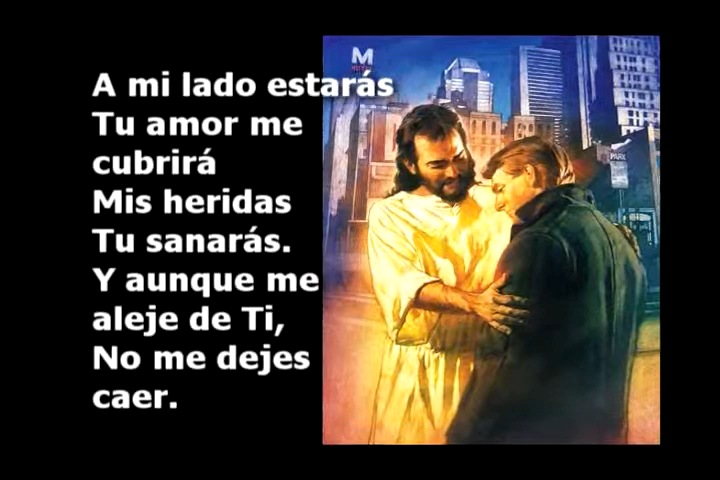 A mi lado estarás
Tu amor me
cubrirá
Mis heridas
Tu sanarás.
Y aunque me
aleje de Ti,
No me dejes
caer.
M
PARK